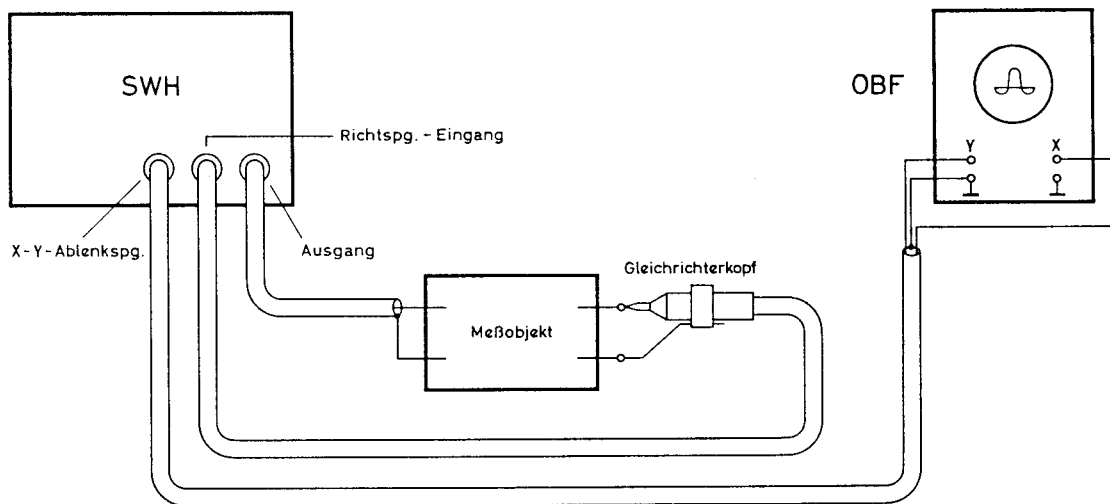 SWH
OBF
Richtspg. - Eingang
Y X
X-Y-Ablenkspg.
Ausgang
Gleichrichterkopf
Meßobjekt